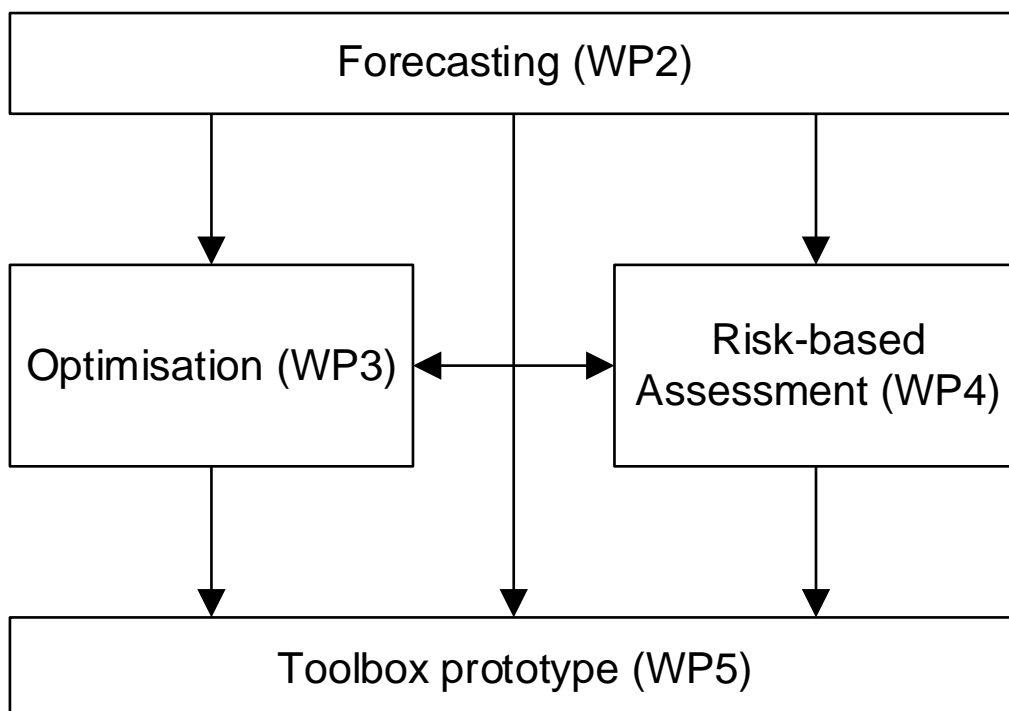 Forecasting (WP2)
Optimisation (WP3)
Risk-based
Assessment (WP4)
Toolbox prototype (WP5)